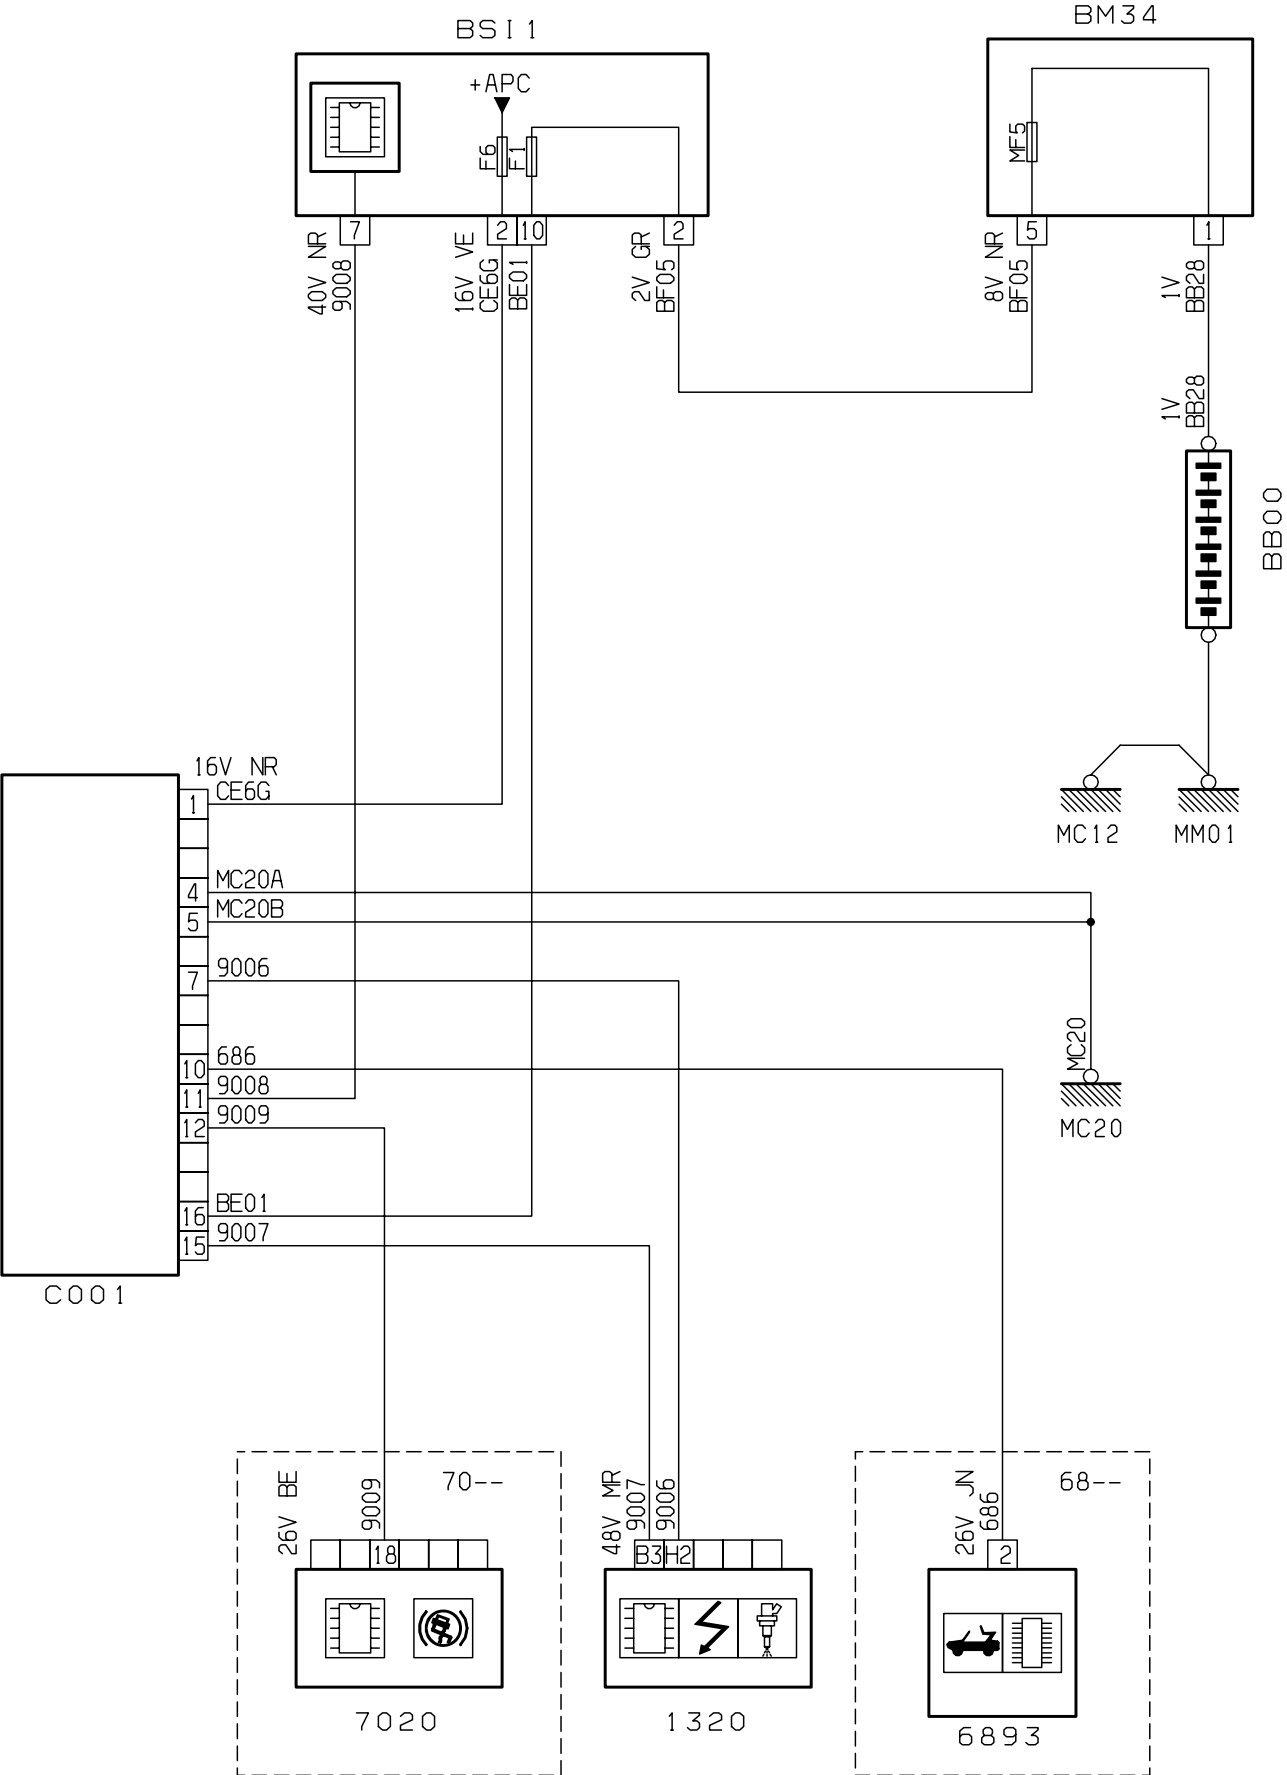 BSI1
BM34
+APC
F6
F1
MF5
7
2
10
2
5
1
40V NR
9008
16V VE
CE6G
BE01
2V GR
BF05
8V NR
BF05
1V
BB28
1V
BB28
BB00
MC12
MM01
16V NR
1
CE6G
4
MC20A
5
MC20B
7
9006
10
686
11
9008
12
9009
16
BE01
15
9007
C001
MC20
MC20
26V BE
9009
70--
18
7020
48V MR
9007
9006
B3
H2
1320
26V JN
686
68--
2
6893